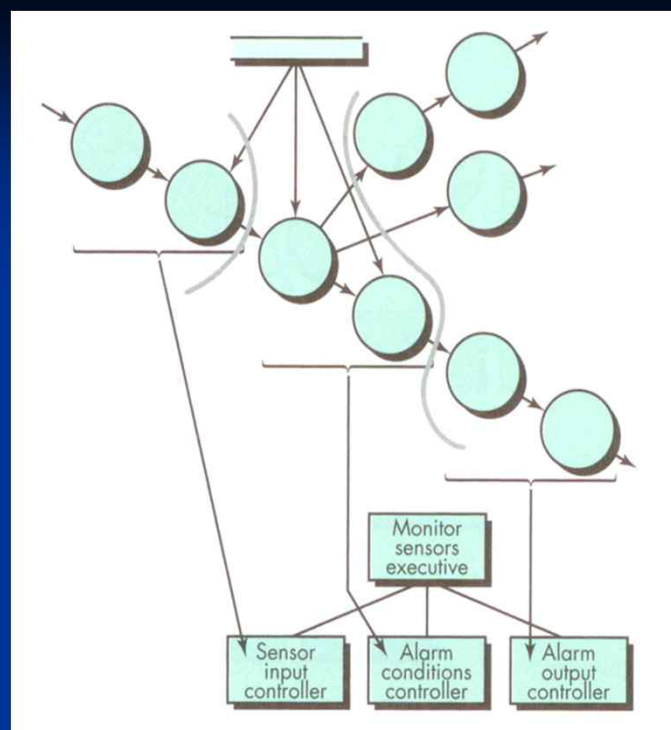 Monitor
sensors
executive
Sensor
input
controller
Alarm
conditions
controller
Alarm
output
controller